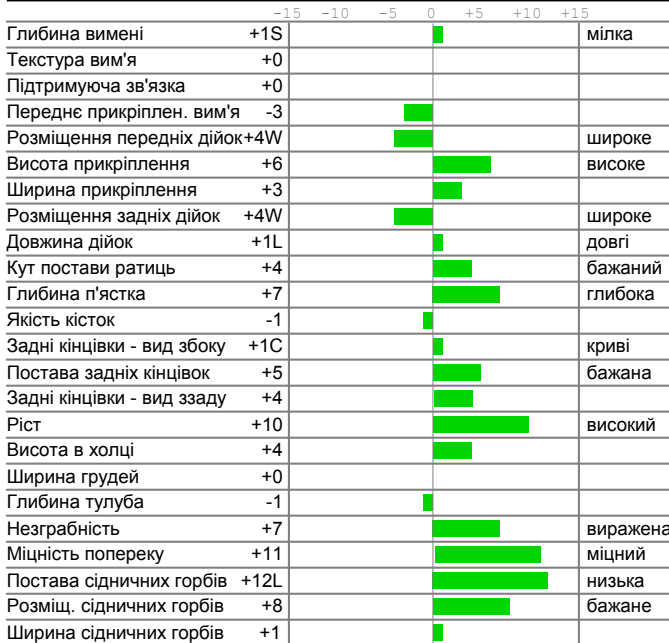 -15 -10 -5 0 +5 +10 +15
Глибина вимені +1S мілка
Текстура вим'я +0
Підтримуюча зв'язка +0
Переднє прикріплен. вим'я -3
Розміщення передніх дійок+4W широке
Висота прикріплення +6 високе
Ширина прикріплення +3
Розміщення задніх дійок +4W широке
Довжина дійок +1L довгі
Кут постави ратиць +4 бажаний
Глибина п'ястка +7 глибока
Якість кісток -1
Задні кінцівки - вид збоку +1C криві
Постава задніх кінцівок +5 бажана
Задні кінцівки - вид ззаду +4
Ріст +10 високий
Висота в холці +4
Ширина грудей +0
Глибина тулуба -1
Незграбність +7 виражена
Міцність попереку +11 міцний
Постава сідничних горбів +12L низька
Розміщ. сідничних горбів +8 бажане
Ширина сідничних горбів +1